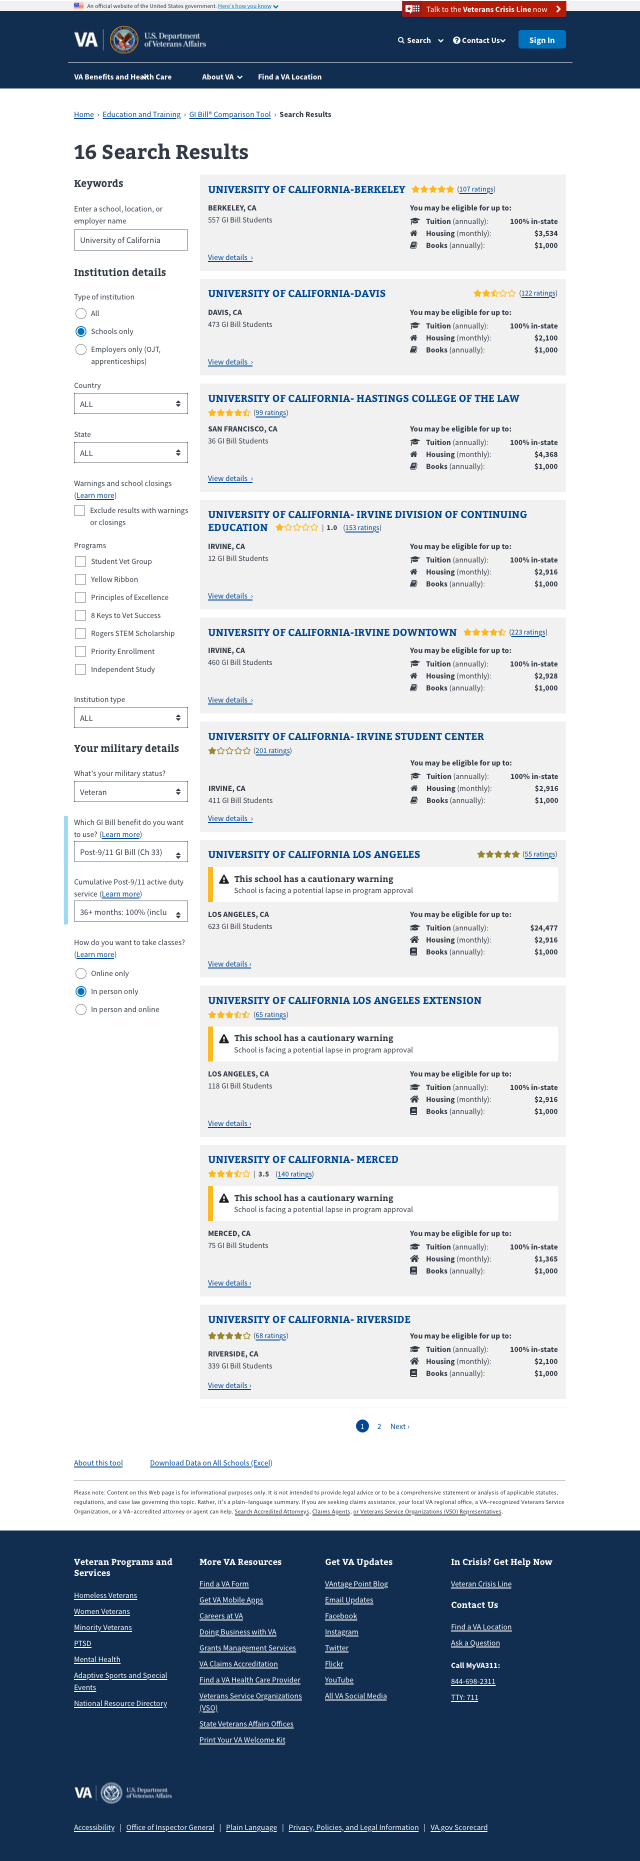 An official website of the United States government. Here's how you know
Talk to the Veterans Crisis Line now
VA
U.S. Department
of Veterans Affairs
Search
Contact Us
Sign In
VA Benefits and Health Care
About VA
Find a VA Location
Home › Education and Training › GI Bill® Comparison Tool › Search Results
16 Search Results
Keywords
Enter a school, location, or
employer name
University of California
Institution details
Type of institution
All
Schools only
Employers only (OJT,
apprenticeships)
Country
ALL
State
ALL
Warnings and school closings
(Learn more)
Exclude results with warnings
or closings
Programs
Student Vet Group
Yellow Ribbon
Principles of Excellence
8 Keys to Vet Success
Rogers STEM Scholarship
Priority Enrollment
Independent Study
Institution type
ALL
Your military details
What's your military status?
Veteran
Which GI Bill benefit do you want
to use? (Learn more)
Post-9/11 GI Bill (Ch 33)
Cumulative Post-9/11 active duty
service (Learn more)
36+ months: 100% (inclu
How do you want to take classes?
(Learn more)
Online only
In person only
In person and online
UNIVERSITY OF CALIFORNIA-BERKELEY (107 ratings)
BERKELEY, CA
557 GI Bill Students
You may be eligible for up to:
Tuition (annually): 100% in-state
Housing (monthly): $3,534
Books (annually): $1,000
View details ›
UNIVERSITY OF CALIFORNIA-DAVIS (122 ratings)
DAVIS, CA
473 GI Bill Students
You may be eligible for up to:
Tuition (annually): 100% in-state
Housing (monthly): $2,100
Books (annually): $1,000
View details ›
UNIVERSITY OF CALIFORNIA- HASTINGS COLLEGE OF THE LAW
(99 ratings)
SAN FRANCISCO, CA
36 GI Bill Students
You may be eligible for up to:
Tuition (annually): 100% in-state
Housing (monthly): $4,368
Books (annually): $1,000
View details ›
UNIVERSITY OF CALIFORNIA- IRVINE DIVISION OF CONTINUING
EDUCATION | 1.0 (153 ratings)
IRVINE, CA
12 GI Bill Students
You may be eligible for up to:
Tuition (annually): 100% in-state
Housing (monthly): $2,916
Books (annually): $1,000
View details ›
UNIVERSITY OF CALIFORNIA-IRVINE DOWNTOWN (223 ratings)
IRVINE, CA
460 GI Bill Students
You may be eligible for up to:
Tuition (annually): 100% in-state
Housing (monthly): $2,928
Books (annually): $1,000
View details ›
UNIVERSITY OF CALIFORNIA- IRVINE STUDENT CENTER
(201 ratings)
IRVINE, CA
411 GI Bill Students
You may be eligible for up to:
Tuition (annually): 100% in-state
Housing (monthly): $2,916
Books (annually): $1,000
View details ›
UNIVERSITY OF CALIFORNIA LOS ANGELES (55 ratings)
This school has a cautionary warning
School is facing a potential lapse in program approval
LOS ANGELES, CA
623 GI Bill Students
You may be eligible for up to:
Tuition (annually): $24,477
Housing (monthly): $2,916
Books (annually): $1,000
View details ›
UNIVERSITY OF CALIFORNIA LOS ANGELES EXTENSION
(65 ratings)
This school has a cautionary warning
School is facing a potential lapse in program approval
LOS ANGELES, CA
118 GI Bill Students
You may be eligible for up to:
Tuition (annually): 100% in-state
Housing (monthly): $2,916
Books (annually): $1,000
View details ›
UNIVERSITY OF CALIFORNIA- MERCED
| 3.5 (140 ratings)
This school has a cautionary warning
School is facing a potential lapse in program approval
MERCED, CA
75 GI Bill Students
You may be eligible for up to:
Tuition (annually): 100% in-state
Housing (monthly): $1,365
Books (annually): $1,000
View details ›
UNIVERSITY OF CALIFORNIA- RIVERSIDE
(68 ratings)
RIVERSIDE, CA
339 GI Bill Students
You may be eligible for up to:
Tuition (annually): 100% in-state
Housing (monthly): $2,100
Books (annually): $1,000
View details ›
1 2 Next ›
About this tool
Download Data on All Schools (Excel)
Please note: Content on this Web page is for informational purposes only. It is not intended to provide legal advice or to be a comprehensive statement or analysis of applicable statutes,
regulations, and case law governing this topic. Rather, it's a plain-language summary. If you are seeking claims assistance, your local VA regional office, a VA-recognized Veterans Service
Organization, or a VA-accredited attorney or agent can help. Search Accredited Attorneys, Claims Agents, or Veterans Service Organizations (VSO) Representatives.
Veteran Programs and
Services
Homeless Veterans
Women Veterans
Minority Veterans
PTSD
Mental Health
Adaptive Sports and Special
Events
National Resource Directory
More VA Resources
Find a VA Form
Get VA Mobile Apps
Careers at VA
Doing Business with VA
Grants Management Services
VA Claims Accreditation
Find a VA Health Care Provider
Veterans Service Organizations
(VSO)
State Veterans Affairs Offices
Print Your VA Welcome Kit
Get VA Updates
VAntage Point Blog
Email Updates
Facebook
Instagram
Twitter
Flickr
YouTube
All VA Social Media
In Crisis? Get Help Now
Veteran Crisis Line
Contact Us
Find a VA Location
Ask a Question
Call MyVA311:
844-698-2311
TTY: 711
VA
U.S. Department
of Veterans Affairs
Accessibility | Office of Inspector General | Plain Language | Privacy, Policies, and Legal Information | VA.gov Scorecard